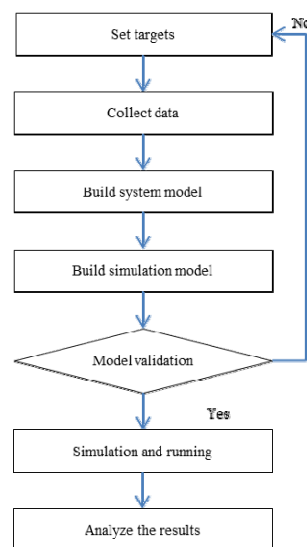 No
Set targets
Collect data
Build system model
Build simulation model
Model validation
Yes
Simulation and running
Analyze the results